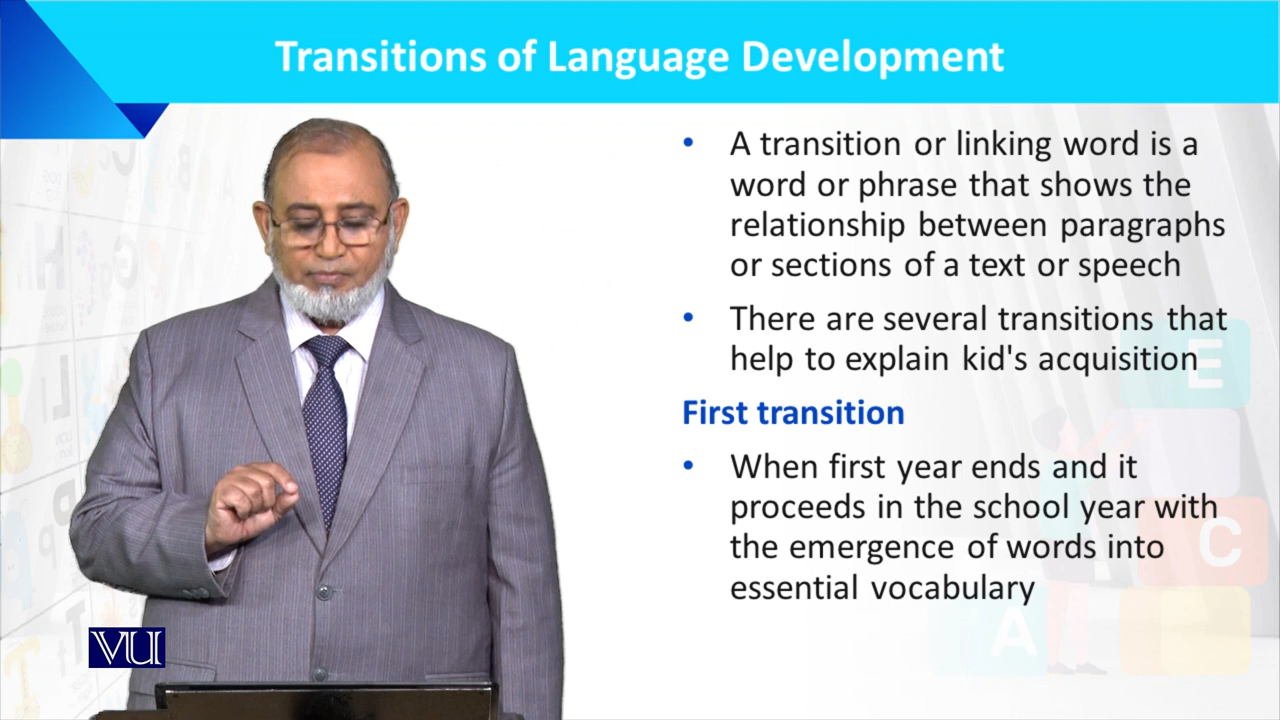 Transitions of Language Development
• A transition or linking word is a
word or phrase that shows the
relationship between paragraphs
or sections of a text or speech
• There are several transitions that
help to explain kid's acquisition
First transition
• When first year ends and it
proceeds in the school year with
the emergence of words into
essential vocabulary
VU
E
C
A